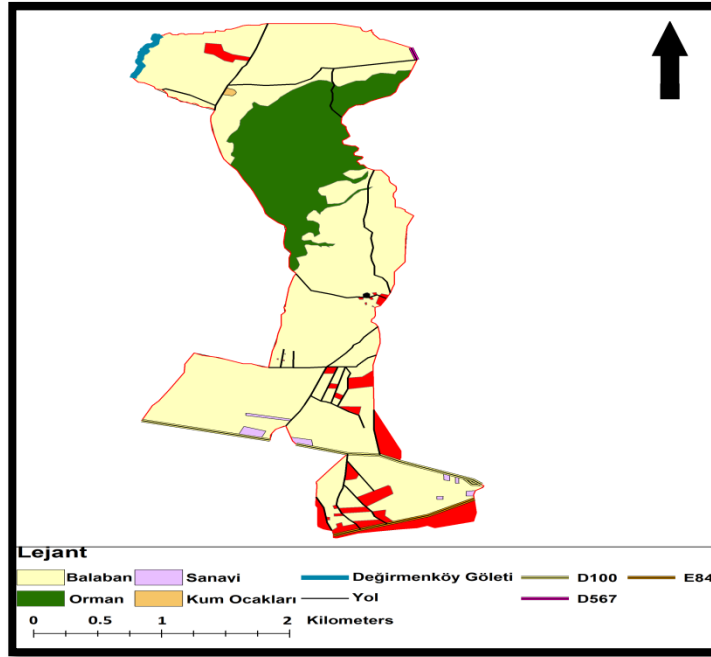 Lejant
Balaban Sanayi Değirmenköy Göleti D100 E84
Orman Kum Ocakları Yol D567
0 0.5 1 2 Kilometers